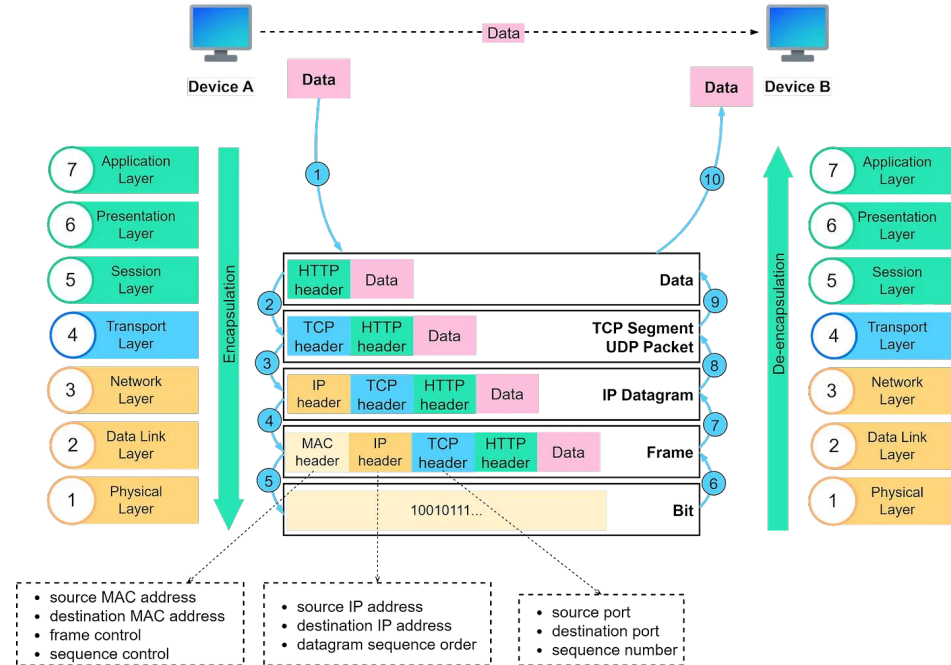 Data
Device A
Data
Data
Device B
1
10
7
Application
Layer
6
Presentation
Layer
5
Session
Layer
4
Transport
Layer
3
Network
Layer
2
Data Link
Layer
1
Physical
Layer
Encapsulation
HTTP
header
Data
Data
2
9
TCP
header
HTTP
header
Data
TCP Segment
UDP Packet
3
8
IP
header
TCP
header
HTTP
header
Data
IP Datagram
4
7
MAC
header
IP
header
TCP
header
HTTP
header
Data
Frame
5
6
10010111...
Bit
De-encapsulation
7
Application
Layer
6
Presentation
Layer
5
Session
Layer
4
Transport
Layer
3
Network
Layer
2
Data Link
Layer
1
Physical
Layer
• source MAC address
• destination MAC address
• frame control
• sequence control
• source IP address
• destination IP address
• datagram sequence order
• source port
• destination port
• sequence number